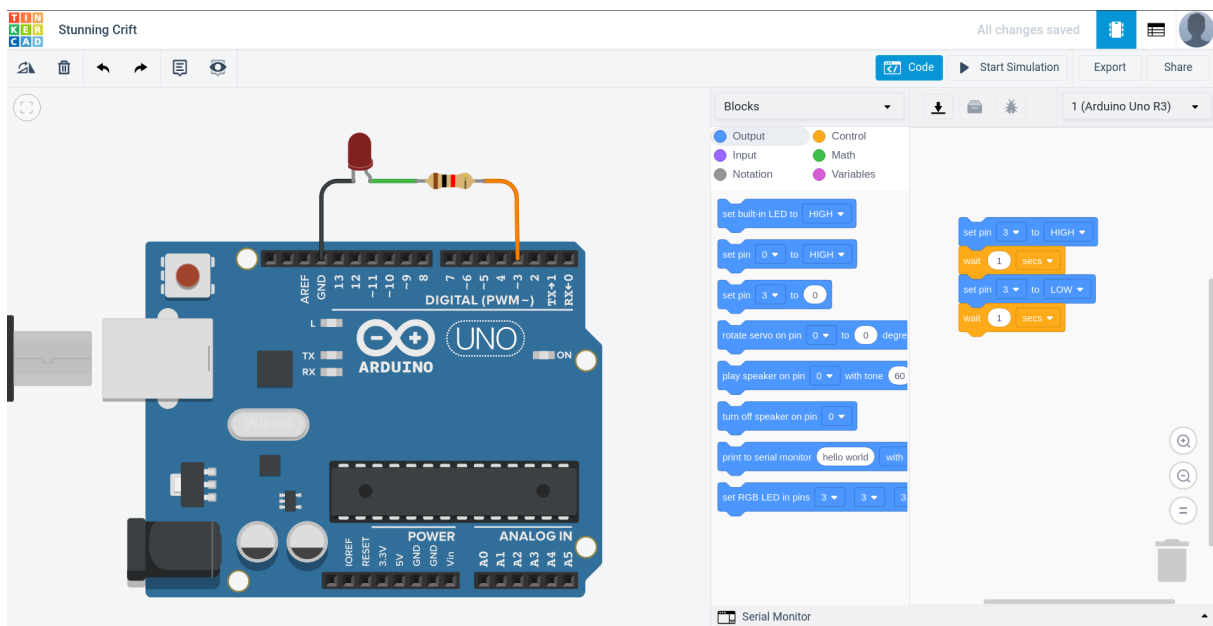 TIN
KER
CAD
Stunning Crift
All changes saved
Code
Start Simulation
Export
Share
Blocks
1 (Arduino Uno R3)
Output
Control
Input
Math
Notation
Variables
set built-in LED to HIGH
set pin 0 to HIGH
set pin 3 to 0
rotate servo on pin 0 to 0 degre
play speaker on pin 0 with tone 60
turn off speaker on pin 0
print to serial monitor hello world with
set RGB LED in pins 3 3 3
set pin 3 to HIGH
wait 1 secs
set pin 3 to LOW
wait 1 secs
AREF
GND
13
12
~11
~10
~9
8
7
~6
~5
4
~3
2
TX→1
RX←0
DIGITAL (PWM~)
L
TX
RX
ARDUINO
UNO
ON
POWER
ANALOG IN
IOREF
RESET
3.3V
5V
GND
GND
Vin
A0
A1
A2
A3
A4
A5
Serial Monitor